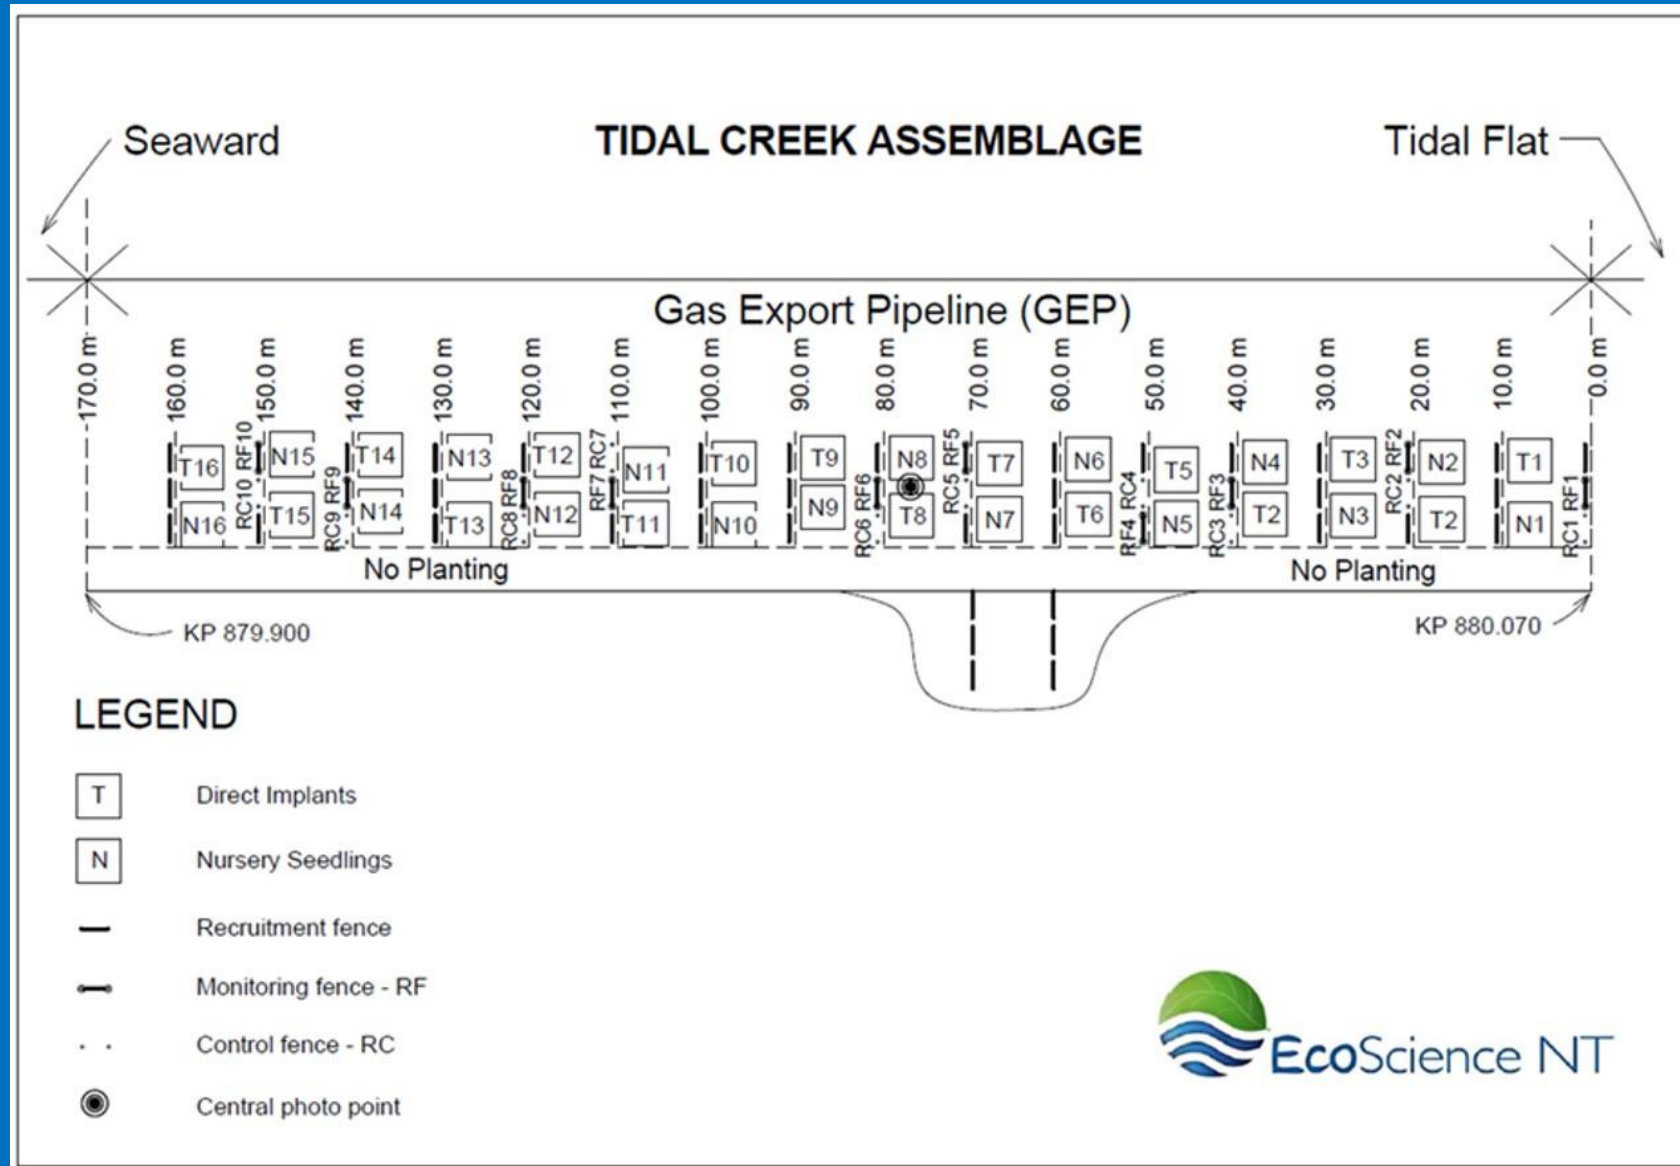 Seaward
TIDAL CREEK ASSEMBLAGE
Tidal Flat
Gas Export Pipeline (GEP)
170.0 m
160.0 m
150.0 m
140.0 m
130.0 m
120.0 m
110.0 m
100.0 m
90.0 m
80.0 m
70.0 m
60.0 m
50.0 m
40.0 m
30.0 m
20.0 m
10.0 m
0.0 m
T16
N16
RC10 RF10
N15
T15
RC9 RF9
T14
N14
N13
T13
RC8 RF8
T12
N12
RF7 RC7
N11
T11
T10
N10
T9
N9
RC6 RF6
N8
T8
RC5 RF5
T7
N7
N6
T6
RF4 RC4
T5
N5
RC3 RF3
N4
T2
T3
N3
RC2 RF2
N2
T2
T1
N1
RC1 RF1
No Planting
No Planting
KP 879.900
KP 880.070
LEGEND
T Direct Implants
N Nursery Seedlings
Recruitment fence
Monitoring fence - RF
Control fence - RC
Central photo point
EcoScience NT